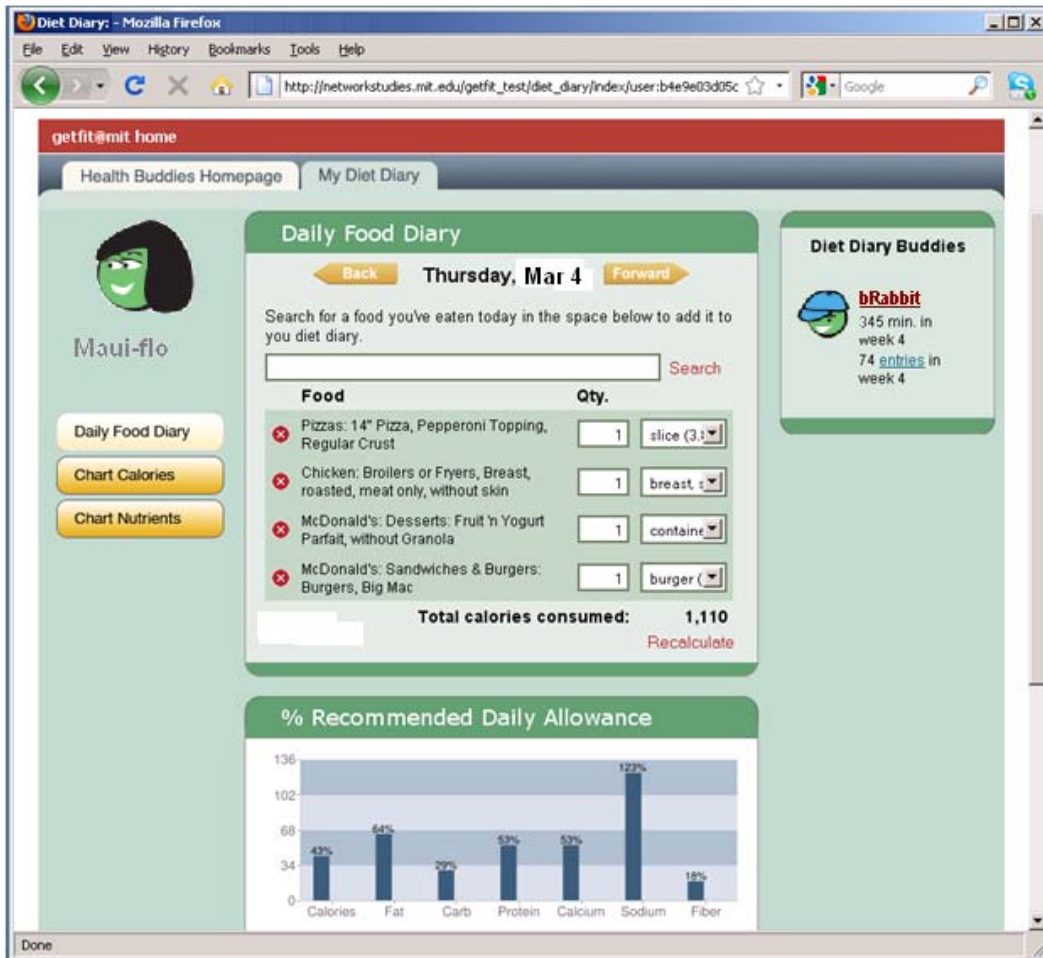 Diet Diary: - Mozilla Firefox
File Edit View History Bookmarks Tools Help
http://networkstudies.mit.edu/getfit_test/diet_diary/index/user:b4e9e03d05c
Google
getfit@mit home
Health Buddies Homepage
My Diet Diary
Maui-flo
Daily Food Diary
Chart Calories
Chart Nutrients
Daily Food Diary
Back
Thursday, Mar 4
Forward
Search for a food you've eaten today in the space below to add it to
you diet diary.
Search
Food Qty.
Pizzas: 14" Pizza, Pepperoni Topping,
Regular Crust
1 slice (3.
Chicken: Broilers or Fryers, Breast,
roasted, meat only, without skin
1 breast, s
McDonald's: Desserts: Fruit 'n Yogurt
Parfait, without Granola
1 containe
McDonald's: Sandwiches & Burgers:
Burgers, Big Mac
1 burger (
Total calories consumed: 1,110
Recalculate
Diet Diary Buddies
bRabbit
345 min. in
week 4
74 entries in
week 4
% Recommended Daily Allowance
136
102
68
34
0
43%
64%
29%
53%
53%
123%
18%
Calories Fat Carb Protein Calcium Sodium Fiber
Done